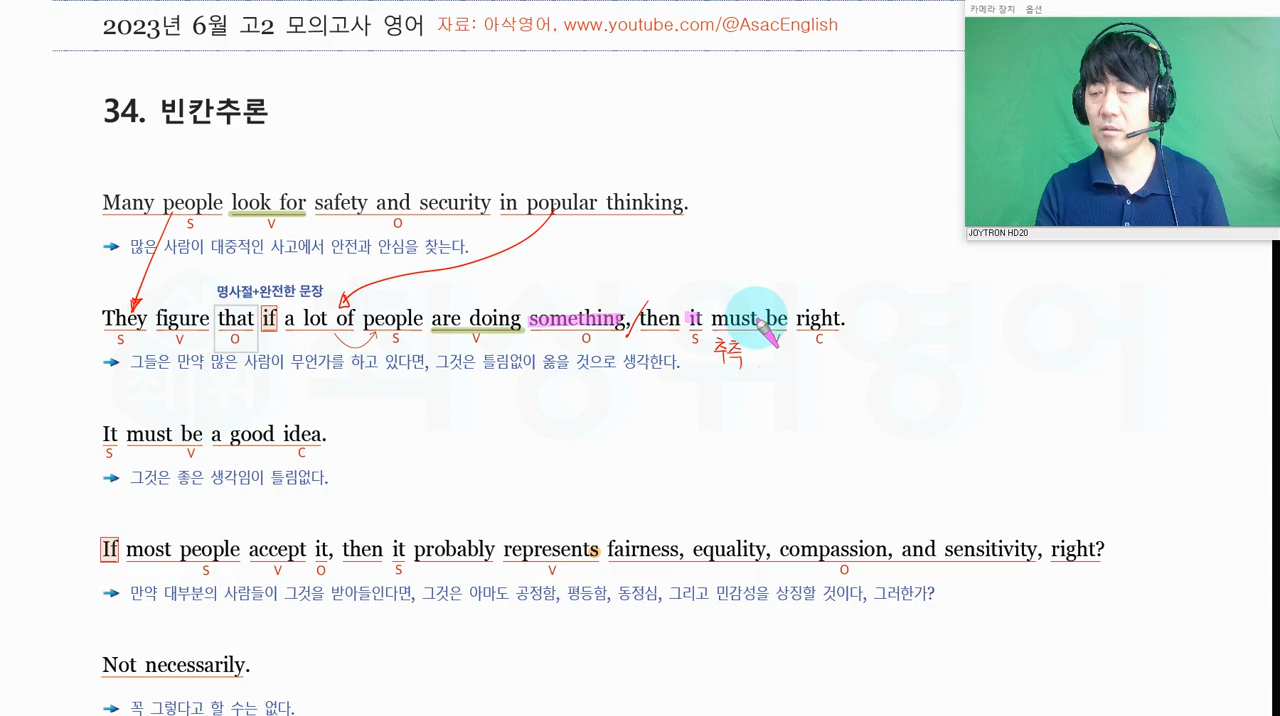 2023년 6월 고2 모의고사 영어 자료: 아삭영어, www.youtube.com/@AsacEnglish
카메라 장치 옵션
JOYTRON HD20
34. 빈칸추론
Many people look for safety and security in popular thinking.
S V O
많은 사람이 대중적인 사고에서 안전과 안심을 찾는다.
명사절+완전한 문장
They figure that if a lot of people are doing something, then it must be right.
S V O S V O S V C
추측
그들은 만약 많은 사람이 무언가를 하고 있다면, 그것은 틀림없이 옳을 것으로 생각한다.
It must be a good idea.
S V C
그것은 좋은 생각임이 틀림없다.
If most people accept it, then it probably represents fairness, equality, compassion, and sensitivity, right?
S V O S V O
만약 대부분의 사람들이 그것을 받아들인다면, 그것은 아마도 공정함, 평등함, 동정심, 그리고 민감성을 상징할 것이다, 그러한가?
Not necessarily.
꼭 그렇다고 할 수는 없다.